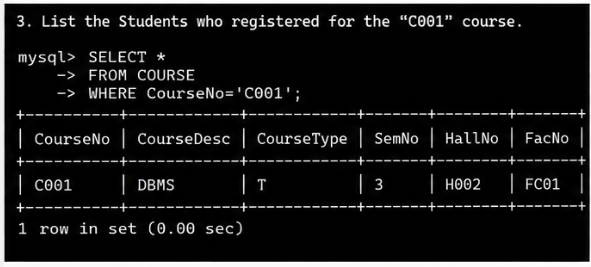 3. List the Students who registered for the “C001” course.
mysql> SELECT *
-> FROM COURSE
-> WHERE CourseNo='C001';
+----------+------------+------------+-------+--------+-------+
| CourseNo | CourseDesc | CourseType | SemNo | HallNo | FacNo |
+----------+------------+------------+-------+--------+-------+
| C001 | DBMS | T | 3 | H002 | FC01 |
+----------+------------+------------+-------+--------+-------+
1 row in set (0.00 sec)